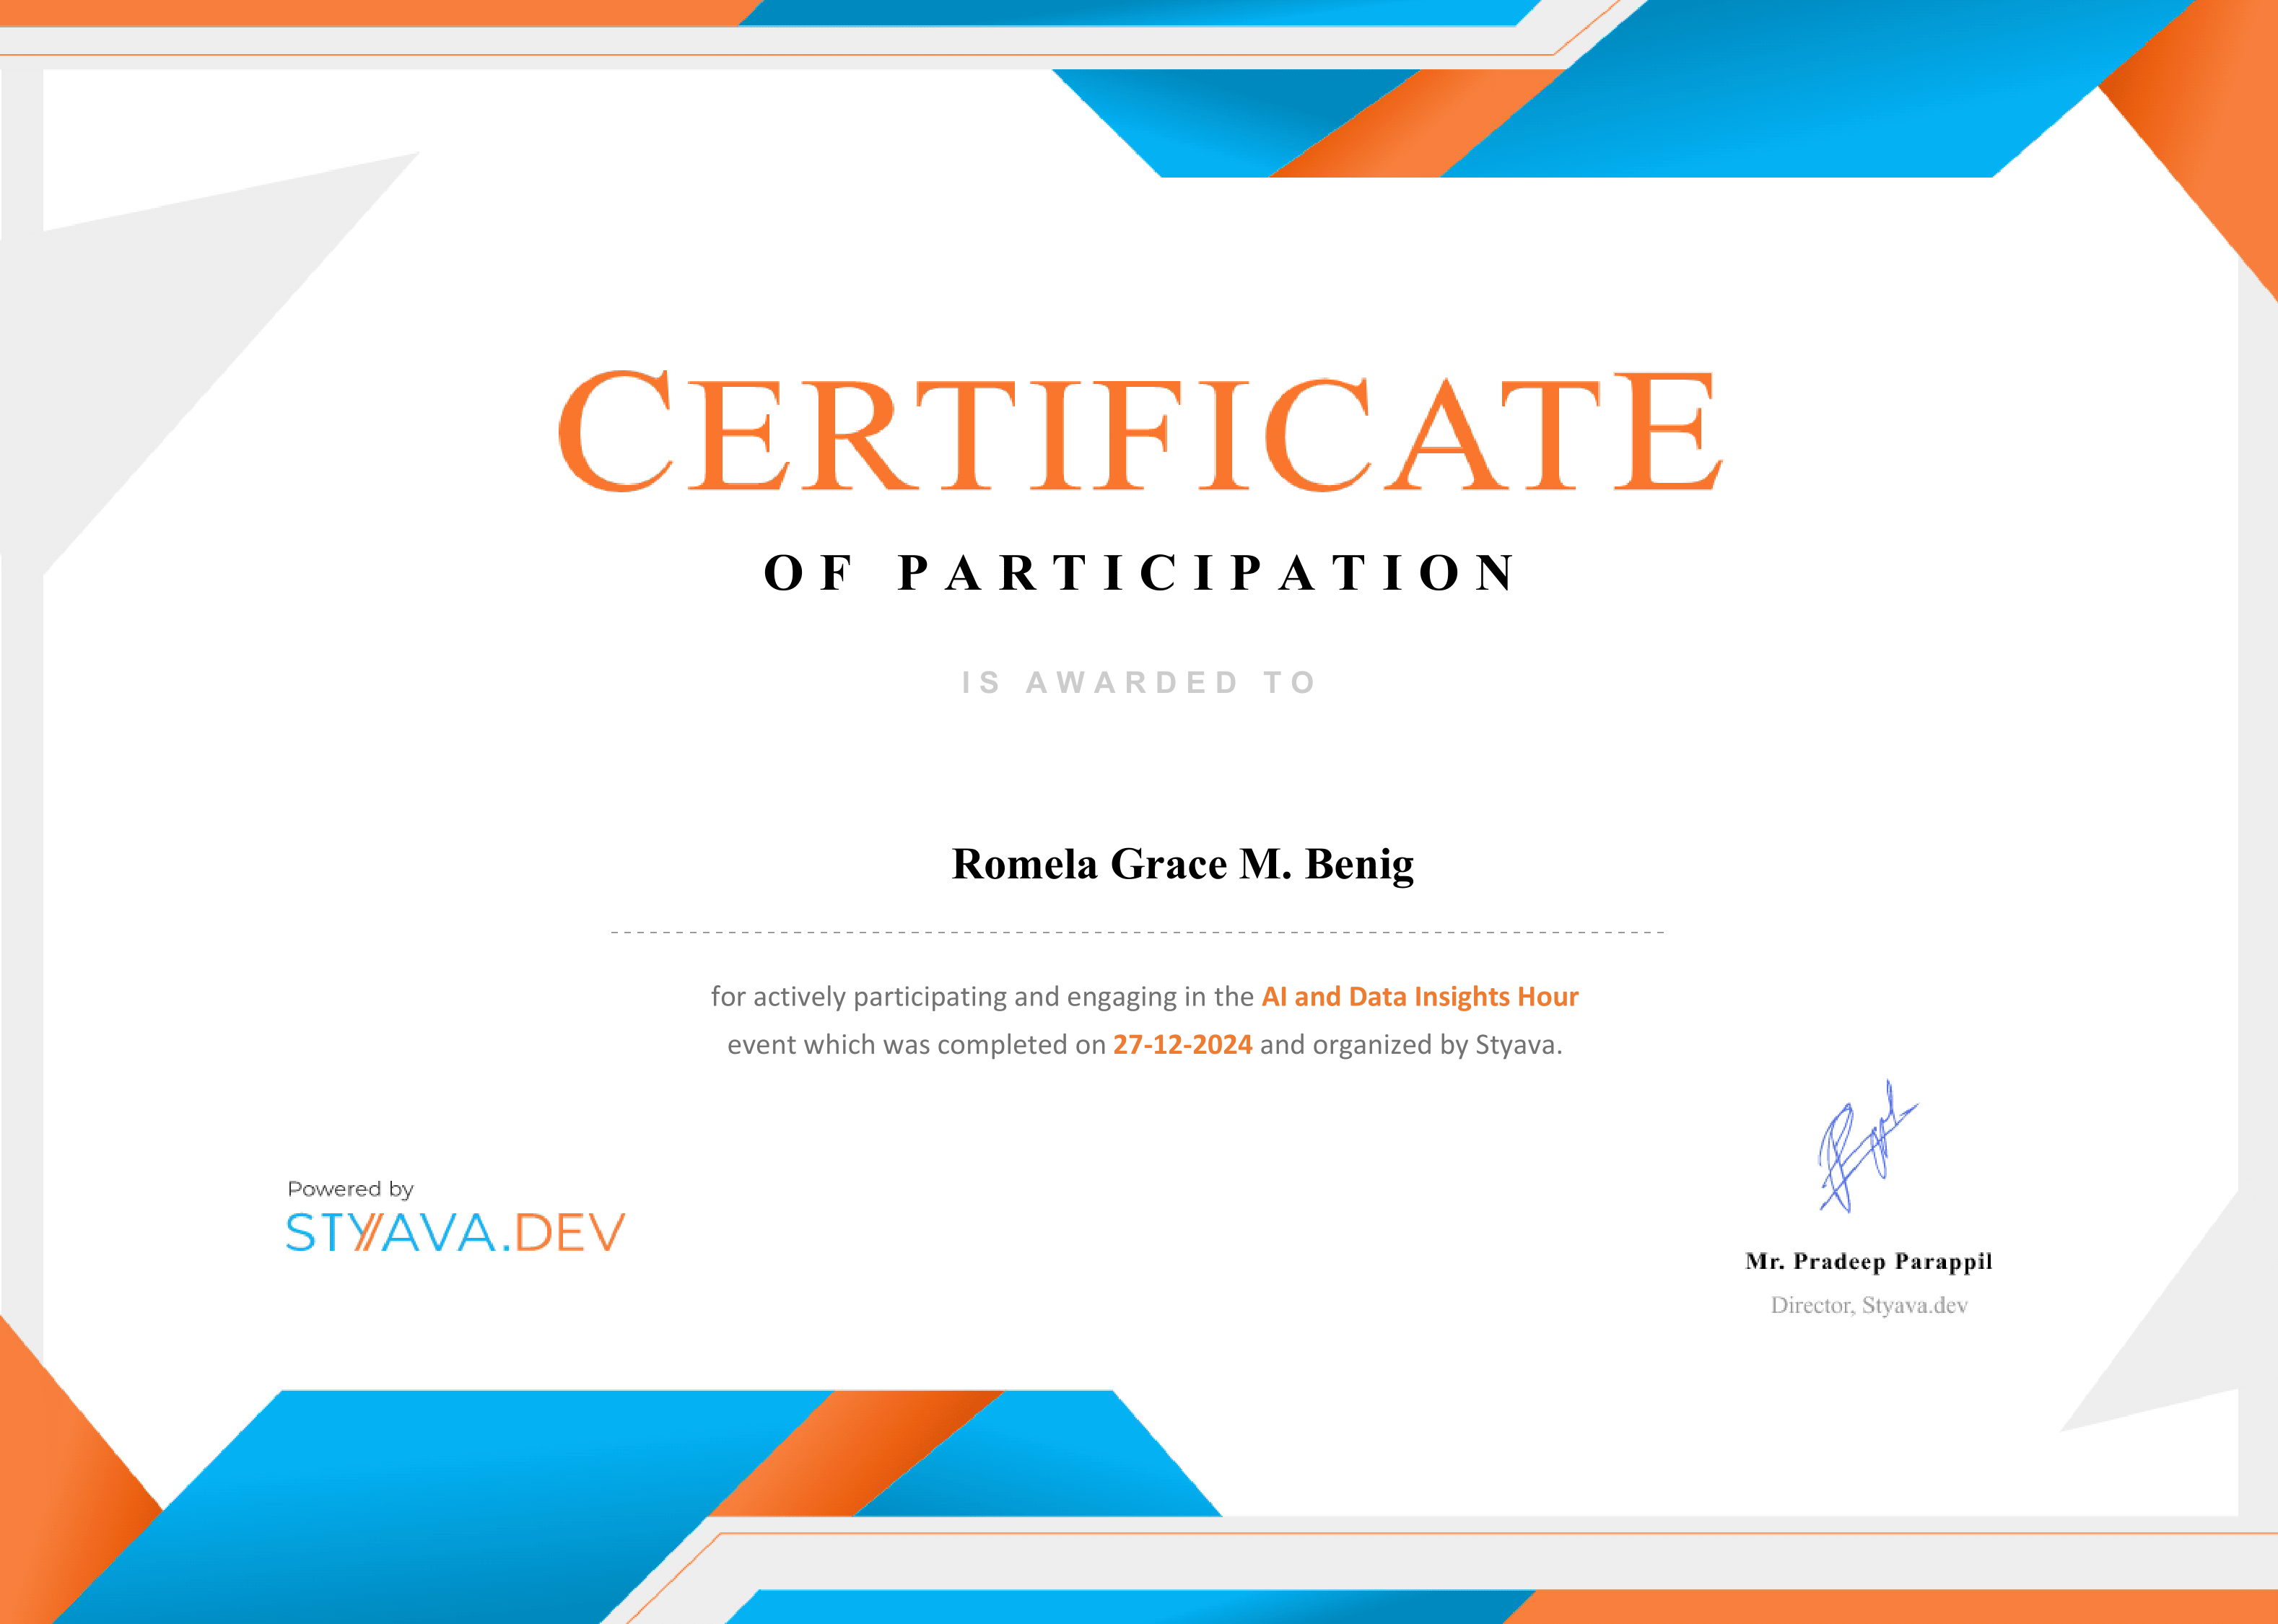 CERTIFICATE
OF PARTICIPATION
IS AWARDED TO
Romela Grace M. Benig
for actively participating and engaging in the AI and Data Insights Hour
event which was completed on 27-12-2024 and organized by Styava.
Powered by
STYAVA.DEV
Mr. Pradeep Parappil
Director, Styava.dev